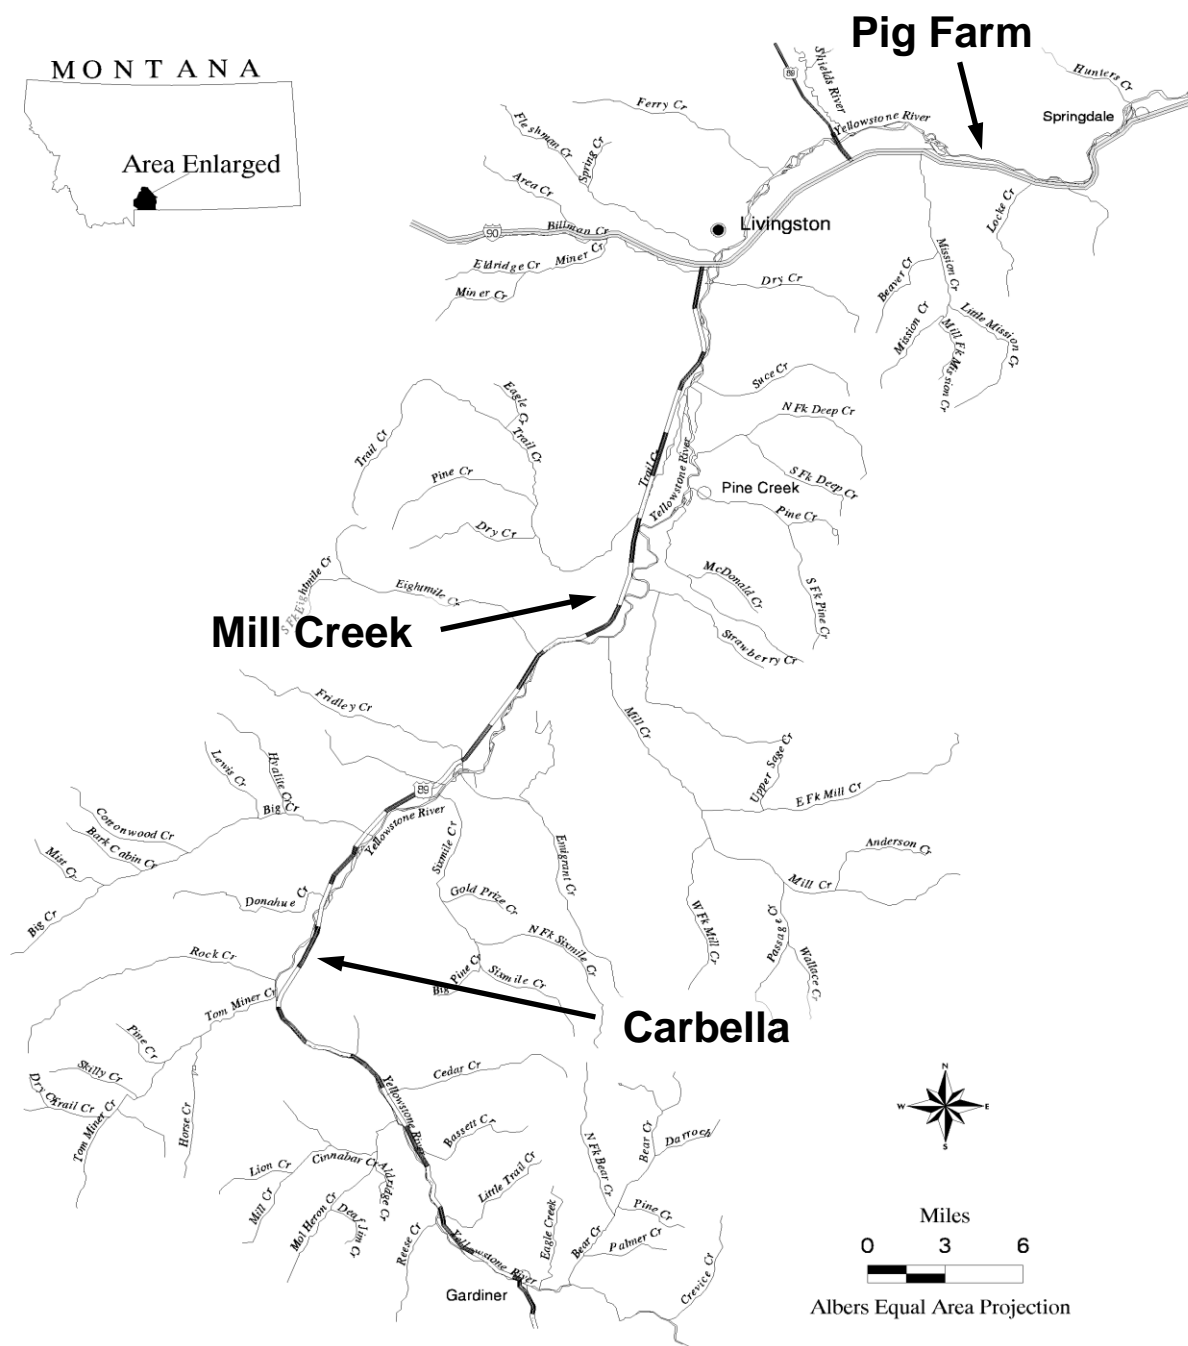 Pig Farm
MONTANA
Area Enlarged
89
Shields River
Hunters Cr
Springdale
Ferry Cr
Yellowstone River
Fleshman Cr
Spring Cr
Area Cr
Locke Cr
90
Billman Cr
Livingston
Eldridge Cr
Miner Cr
Miner Cr
Dry Cr
Beaver Cr
Mission Cr
Mission Cr
Little Mission Cr
Mill Fk Mission Cr
Suce Cr
Eagle Cr
Trail Cr
Trail Cr
N Fk Deep Cr
Pine Cr
Trail Cr
Yellowstone River
S Fk Deep Cr
Pine Creek
Dry Cr
Pine Cr
S Fk Eightmile Cr
Eightmile Cr
McDonald Cr
S Fk Pine Cr
Mill Creek
Strawberry Cr
Fridley Cr
Mill Cr
Lewis Cr
Hyalite Cr
Upper Sage Cr
89
E Fk Mill Cr
Big Cr
Yellowstone River
Cottonwood Cr
Bark Cabin Cr
Mist Cr
Sixmile Cr
Emigrant Cr
Anderson Cr
Mill Cr
Donahue Cr
Gold Prize Cr
Big Cr
W Fk Mill Cr
Passage Cr
Wallace Cr
N Fk Sixmile Cr
Rock Cr
Big Pine Cr
Sixmile Cr
Tom Miner Cr
Carbella
Pine Cr
Skilly Cr
Dry Cr
Trail Cr
Tom Miner Cr
Horse Cr
Cedar Cr
Yellowstone River
Bassett Cr
N Fk Bear Cr
Bear Cr
Darroch
N
W
E
S
Lion Cr
Cinnabar Cr
Aldridge Cr
Mill Cr
Mol Heron Cr
Deaf Jim Cr
Little Trail Cr
Reese Cr
Eagle Creek
Pine Cr
Bear Cr
Palmer Cr
Yellowstone River
Crevice Cr
Gardiner
Miles
0 3 6
Albers Equal Area Projection